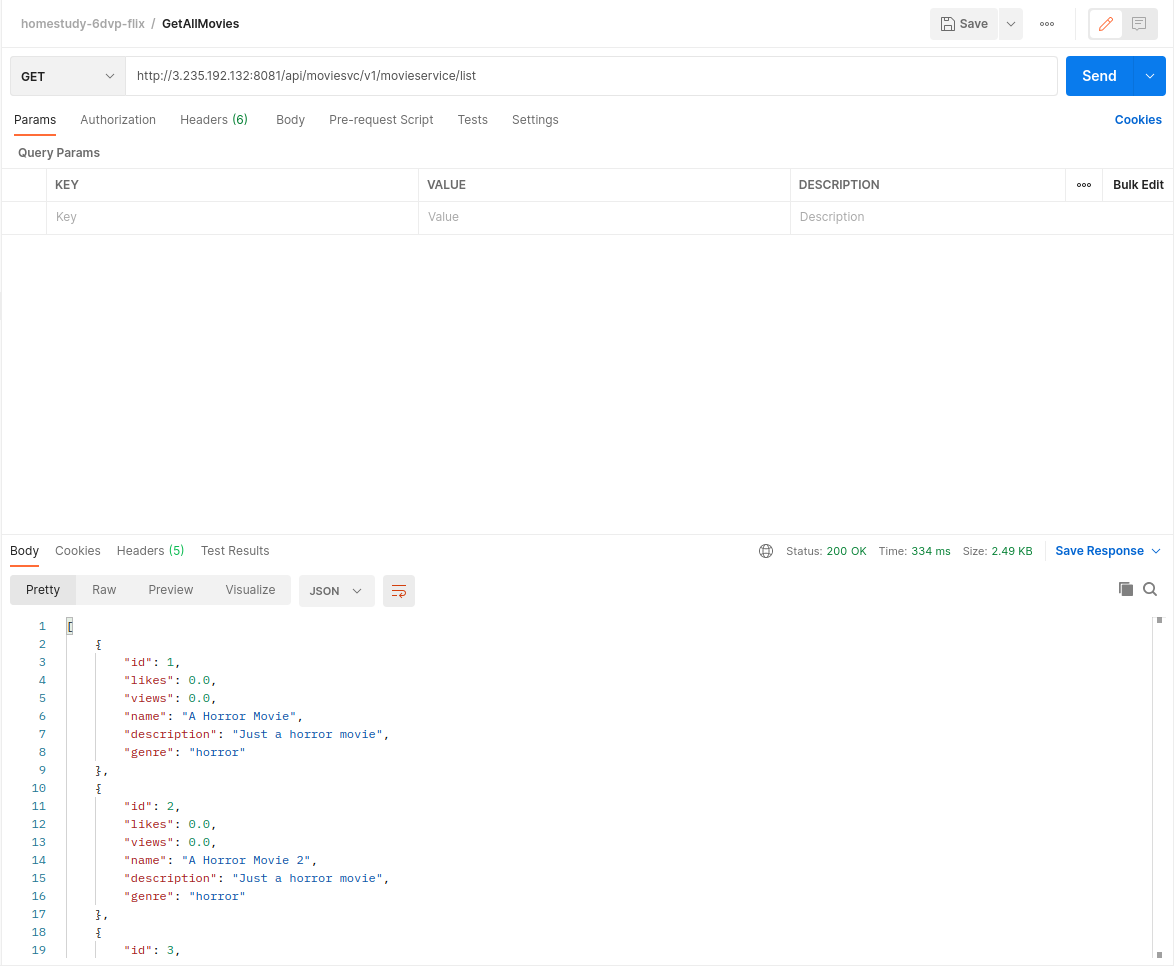 homestudy-6dvp-flix / GetAllMovies Save
GET http://3.235.192.132:8081/api/moviesvc/v1/movieservice/list Send
Params Authorization Headers (6) Body Pre-request Script Tests Settings Cookies
Query Params
KEY VALUE DESCRIPTION Bulk Edit
Key Value Description
Body Cookies Headers (5) Test Results Status: 200 OK Time: 334 ms Size: 2.49 KB Save Response
Pretty Raw Preview Visualize JSON
1 [
2 {
3 "id": 1,
4 "likes": 0.0,
5 "views": 0.0,
6 "name": "A Horror Movie",
7 "description": "Just a horror movie",
8 "genre": "horror"
9 },
10 {
11 "id": 2,
12 "likes": 0.0,
13 "views": 0.0,
14 "name": "A Horror Movie 2",
15 "description": "Just a horror movie",
16 "genre": "horror"
17 },
18 {
19 "id": 3,